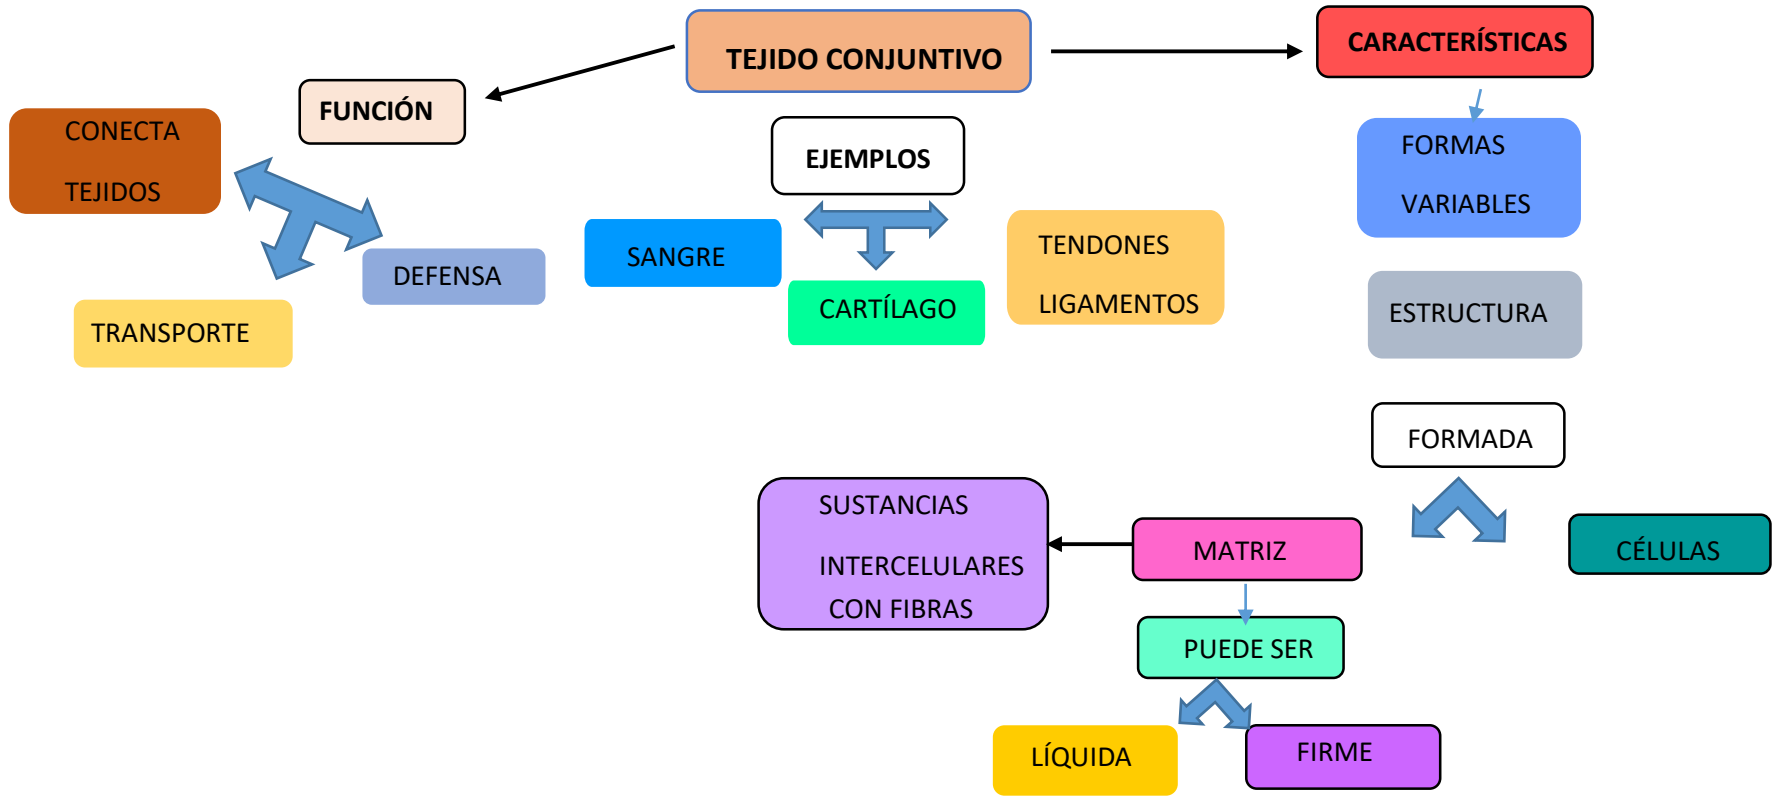 TEJIDO CONJUNTIVO
CARACTERÍSTICAS
FUNCIÓN
CONECTA
TEJIDOS
DEFENSA
TRANSPORTE
EJEMPLOS
SANGRE
CARTÍLAGO
TENDONES
LIGAMENTOS
FORMAS
VARIABLES
ESTRUCTURA
FORMADA
CÉLULAS
MATRIZ
SUSTANCIAS
INTERCELULARES
CON FIBRAS
PUEDE SER
LÍQUIDA
FIRME